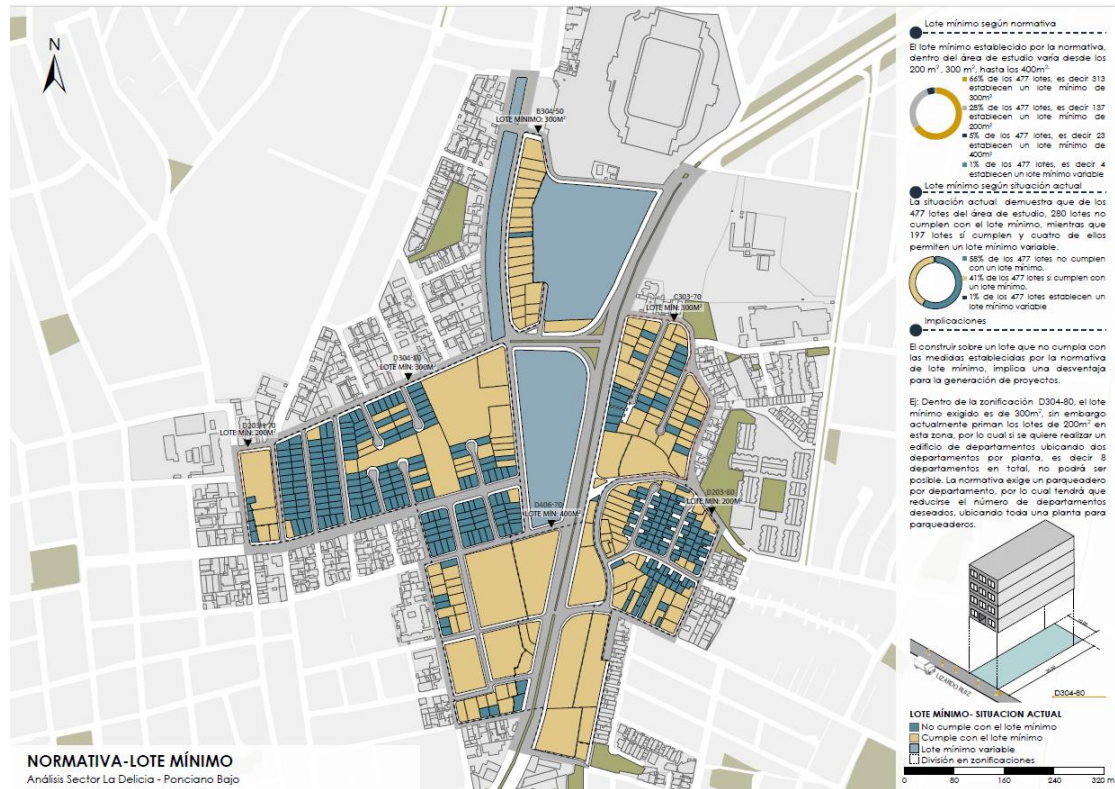 N
B304-50
LOTE MÍNIMO: 300M²
C303-70
LOTE MÍN: 300M²
D304-80
LOTE MÍN: 300M²
D203H-70
LOTE MÍN: 200M²
D203-80
LOTE MÍN: 200M²
D406-70
LOTE MÍN: 400M²
NORMATIVA-LOTE MÍNIMO
Análisis Sector La Delicia - Ponciano Bajo
Lote mínimo según normativa
El lote mínimo establecido por la normativa,
dentro del área de estudio varía desde los
200 m², 300 m², hasta los 400m²
66% de los 477 lotes, es decir 313
establecen un lote mínimo de
300m²
28% de los 477 lotes, es decir 137
establecen un lote mínimo de
200m²
5% de los 477 lotes, es decir 23
establecen un lote mínimo de
400m²
1% de los 477 lotes, es decir 4
establecen un lote mínimo variable
Lote mínimo según situación actual
La situación actual demuestra que de los
477 lotes del área de estudio, 280 lotes no
cumplen con el lote mínimo, mientras que
197 lotes sí cumplen y cuatro de ellos
permiten un lote mínimo variable.
58% de los 477 lotes no cumplen
con un lote mínimo.
41% de los 477 lotes si cumplen con
un lote mínimo.
1% de los 477 lotes establecen un
lote mínimo variable
Implicaciones
El construir sobre un lote que no cumpla con
las medidas establecidas por la normativa
de lote mínimo, implica una desventaja
para la generación de proyectos.
Ej: Dentro de la zonificación D304-80, el lote
mínimo exigido es de 300m², sin embargo
actualmente priman los lotes de 200m² en
esta zona, por lo cual si se quiere realizar un
edificio de departamentos ubicando dos
departamentos por planta, es decir 8
departamentos en total, no podrá ser
posible. La normativa exige un parqueadero
por departamento, por lo cual tendrá que
reducirse el número de departamentos
deseados, ubicando toda una planta para
parqueaderos.
LIZARDO RUIZ
D304-80
LOTE MÍNIMO- SITUACION ACTUAL
No cumple con el lote mínimo
Cumple con el lote mínimo
Lote mínimo variable
División en zonificaciones
0 80 160 240 320 m